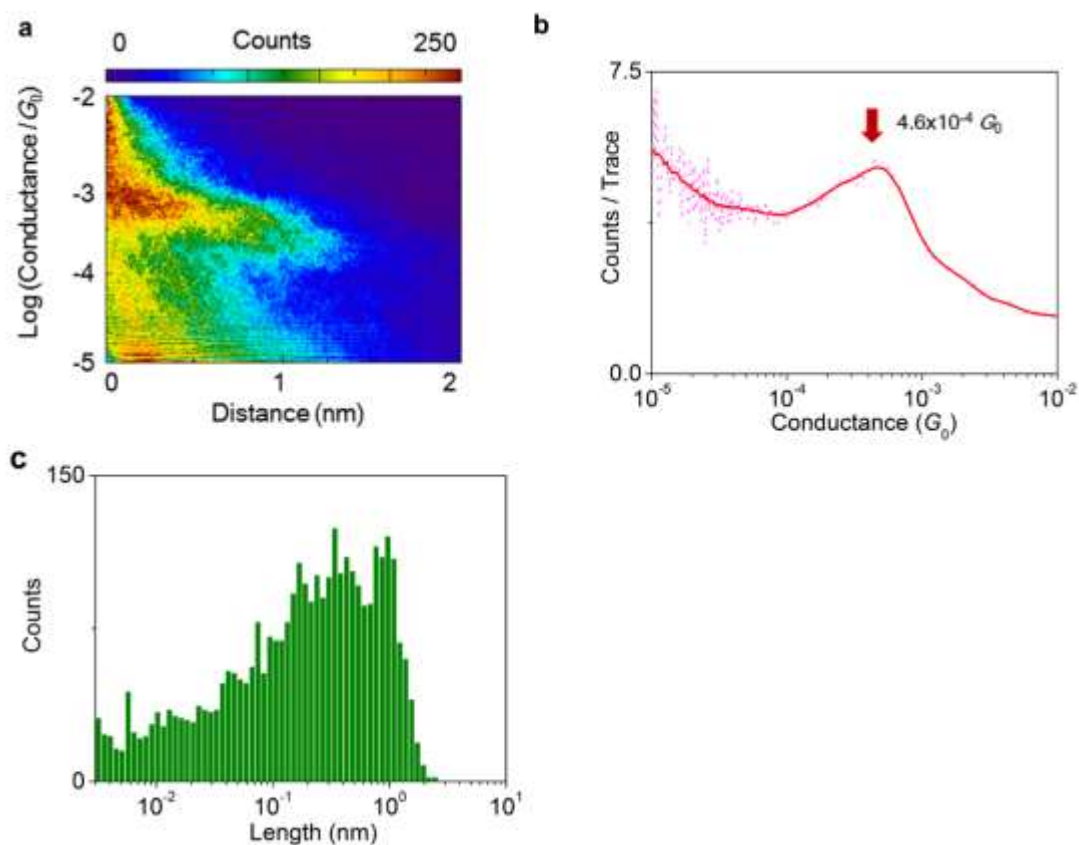 a
0 Counts 250
Log (Conductance / G₀)
-2
-3
-4
-5
0 1 2
Distance (nm)
b
7.5
4.6x10⁻⁴ G₀
Counts / Trace
0.0
10⁻⁵ 10⁻⁴ 10⁻³ 10⁻²
Conductance (G₀)
c
150
Counts
0
10⁻² 10⁻¹ 10⁰ 10¹
Length (nm)